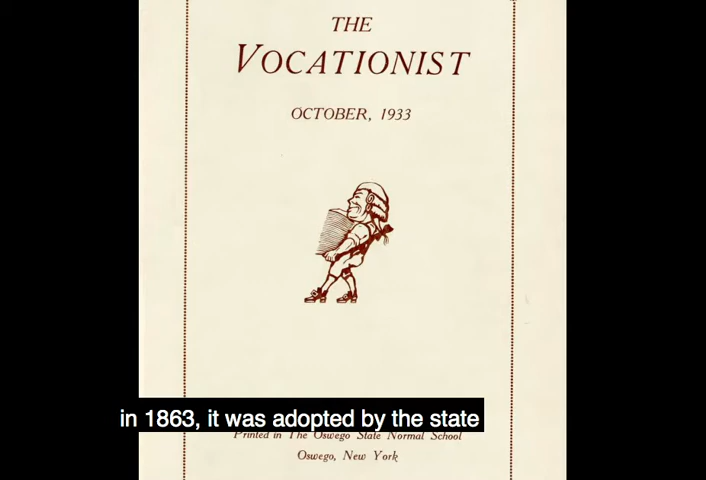 THE
VOCATIONIST
OCTOBER, 1933
in 1863, it was adopted by the state
Printed in The Oswego State Normal School
Oswego, New York